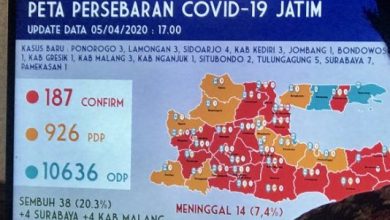 PETA PERSEBARAN COVID-19 JATIM
UPDATE DATA 05/04/2020 : 17.00
KASUS BARU : PONOROGO 3, LAMONGAN 3, SIDOARJO 4, KAB KEDIRI 3, JOMBANG 1, BONDOWOS
1, KAB GRESIK 1, KAB MALANG 3, KAB NGANJUK 1, SITUBONDO 2, TULUNGAGUNG 5, SURABAYA 7,
PAMEKASAN 1
187 CONFIRM
926 PDP
10636 ODP
SEMBUH 38 (20.3%)
+4 SURABAYA +4 KAB MALANG
MENINGGAL 14 (7,4%)